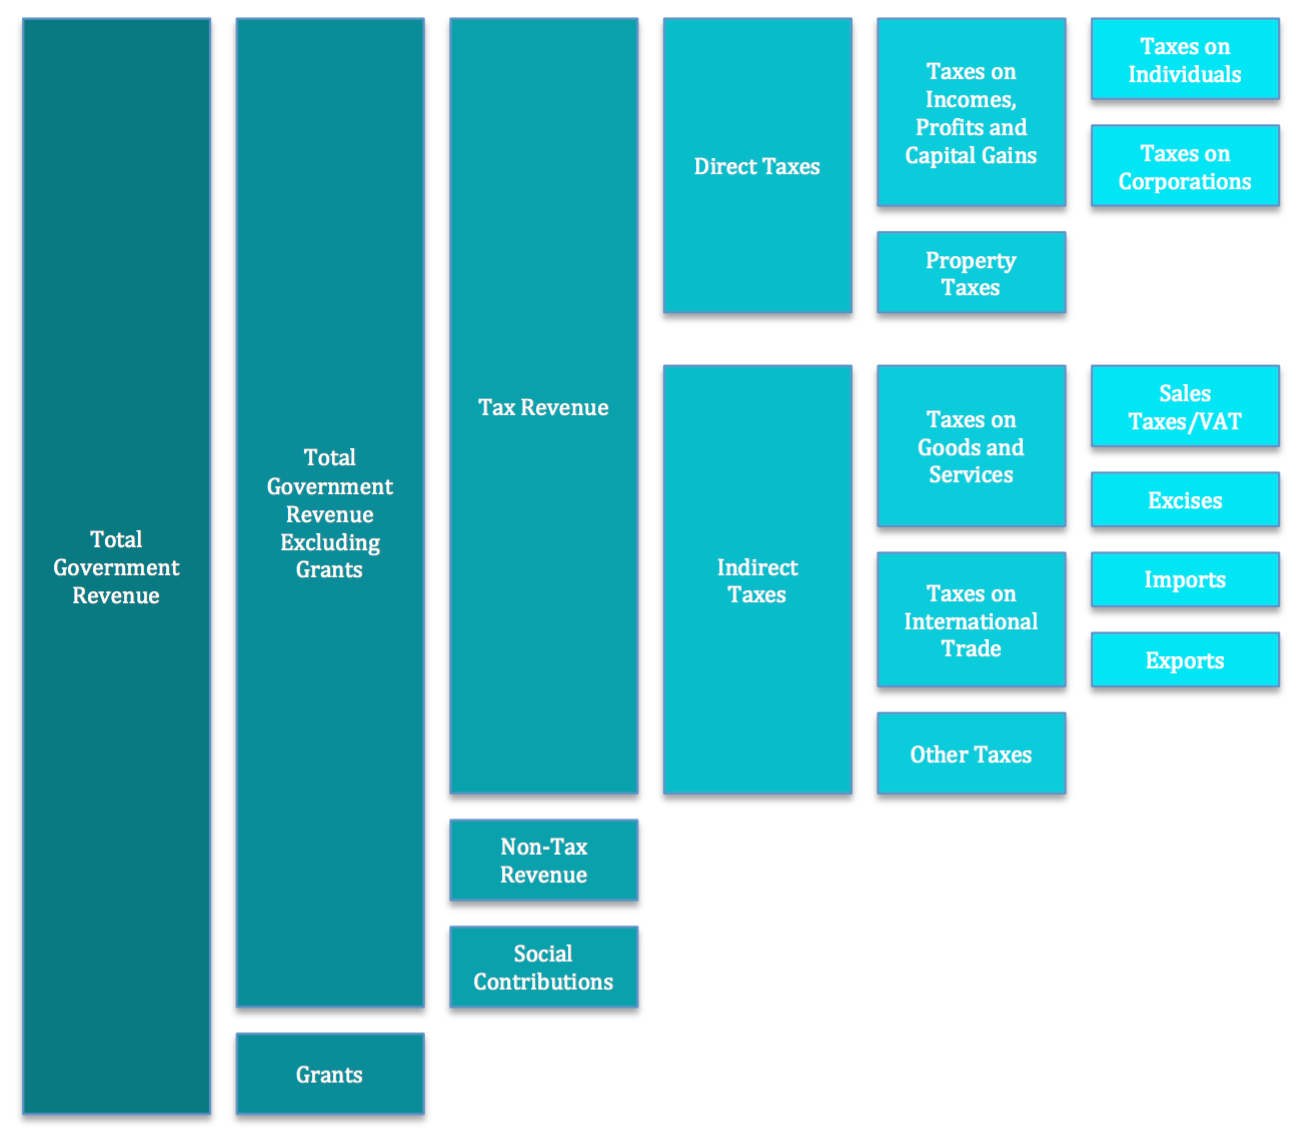 Total
Government
Revenue
Total
Government
Revenue
Excluding
Grants
Grants
Tax Revenue
Non-Tax
Revenue
Social
Contributions
Direct Taxes
Indirect
Taxes
Taxes on
Incomes,
Profits and
Capital Gains
Property
Taxes
Taxes on
Goods and
Services
Taxes on
International
Trade
Other Taxes
Taxes on
Individuals
Taxes on
Corporations
Sales
Taxes/VAT
Excises
Imports
Exports